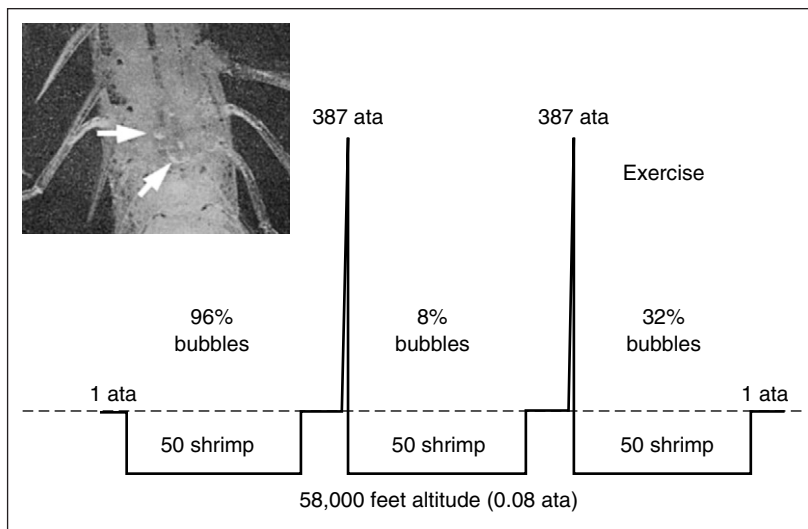 387 ata
387 ata
Exercise
96%
bubbles
8%
bubbles
32%
bubbles
1 ata
1 ata
50 shrimp
50 shrimp
50 shrimp
58,000 feet altitude (0.08 ata)